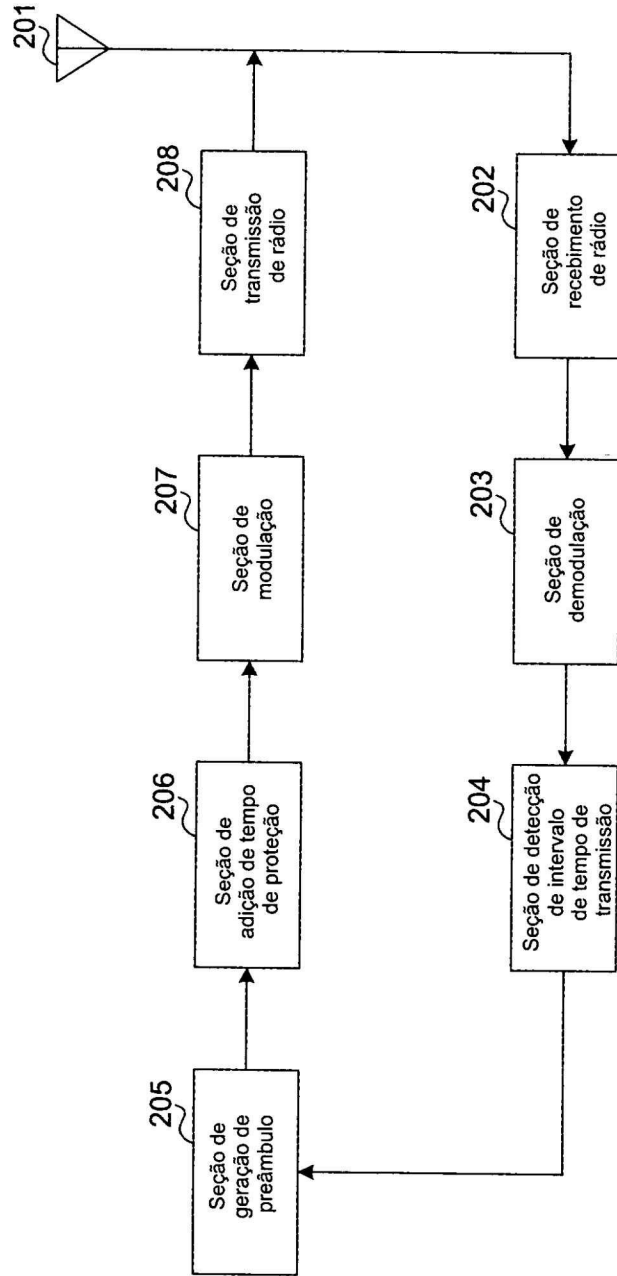 201
208
Seção de
transmissão
de rádio
207
Seção de
modulação
206
Seção de
adição de tempo
de proteção
205
Seção de
geração de
preâmbulo
202
Seção de
recebimento
de rádio
203
Seção de
demodulação
204
Seção de detecção
de intervalo
de tempo de
transmissão